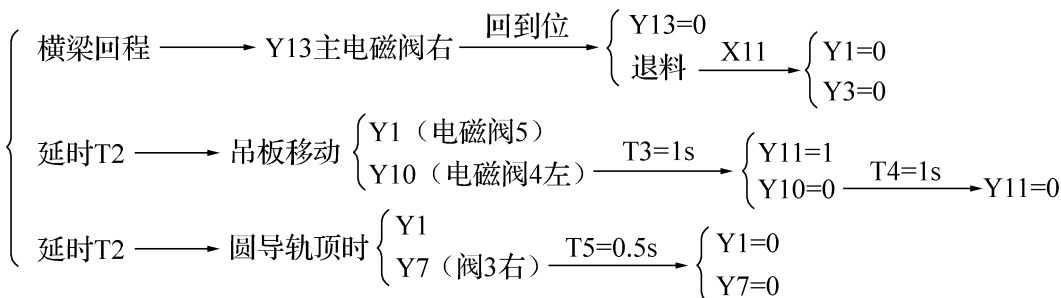 横梁回程 Y13主电磁阀右 回到位 Y13=0
退料 X11 Y1=0
Y3=0
延时T2 吊板移动 Y1（电磁阀5）
Y10（电磁阀4左） T3=1s Y11=1
Y10=0 T4=1s Y11=0
延时T2 圆导轨顶时 Y1
Y7（阀3右） T5=0.5s Y1=0
Y7=0